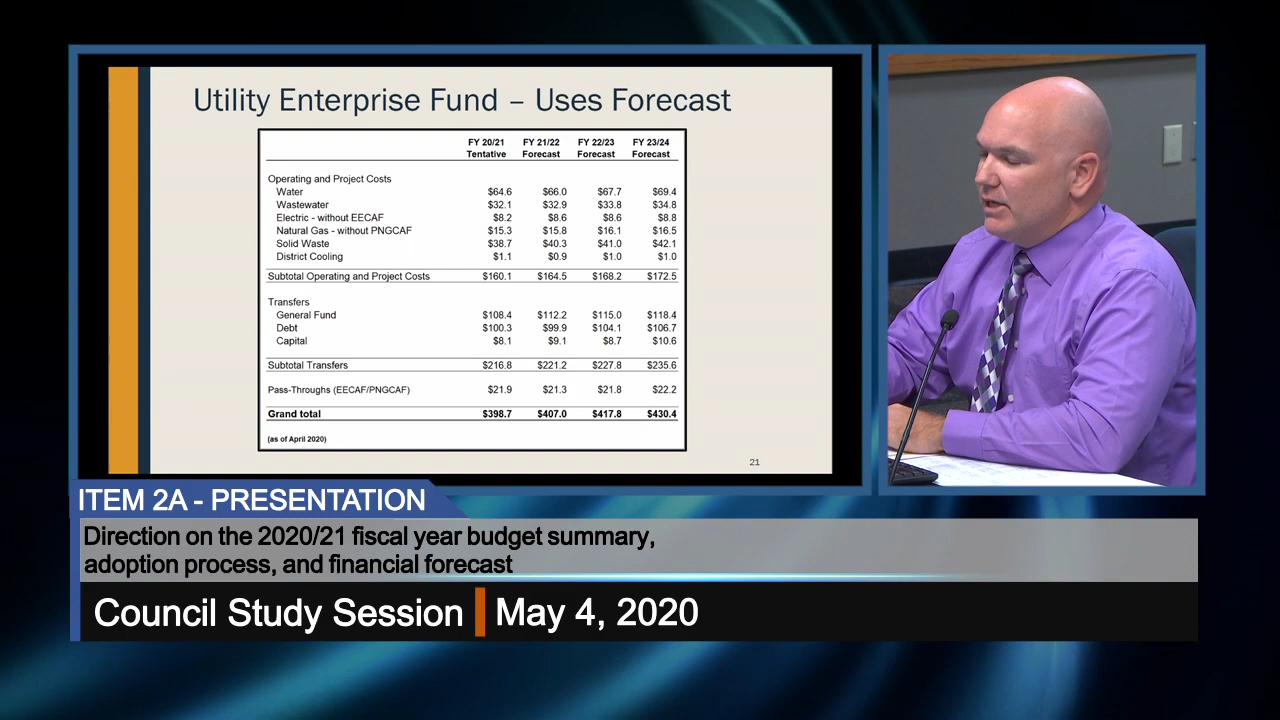 Utility Enterprise Fund – Uses Forecast
FY 20/21 FY 21/22 FY 22/23 FY 23/24
Tentative Forecast Forecast Forecast
Operating and Project Costs
Water $64.6 $66.0 $67.7 $69.4
Wastewater $32.1 $32.9 $33.8 $34.8
Electric - without EECAF $8.2 $8.6 $8.6 $8.8
Natural Gas - without PNGCAF $15.3 $15.8 $16.1 $16.5
Solid Waste $38.7 $40.3 $41.0 $42.1
District Cooling $1.1 $0.9 $1.0 $1.0
Subtotal Operating and Project Costs $160.1 $164.5 $168.2 $172.5
Transfers
General Fund $108.4 $112.2 $115.0 $118.4
Debt $100.3 $99.9 $104.1 $106.7
Capital $8.1 $9.1 $8.7 $10.6
Subtotal Transfers $216.8 $221.2 $227.8 $235.6
Pass-Throughs (EECAF/PNGCAF) $21.9 $21.3 $21.8 $22.2
Grand total $398.7 $407.0 $417.8 $430.4
(as of April 2020)
21
ITEM 2A - PRESENTATION
Direction on the 2020/21 fiscal year budget summary,
adoption process, and financial forecast
Council Study Session May 4, 2020